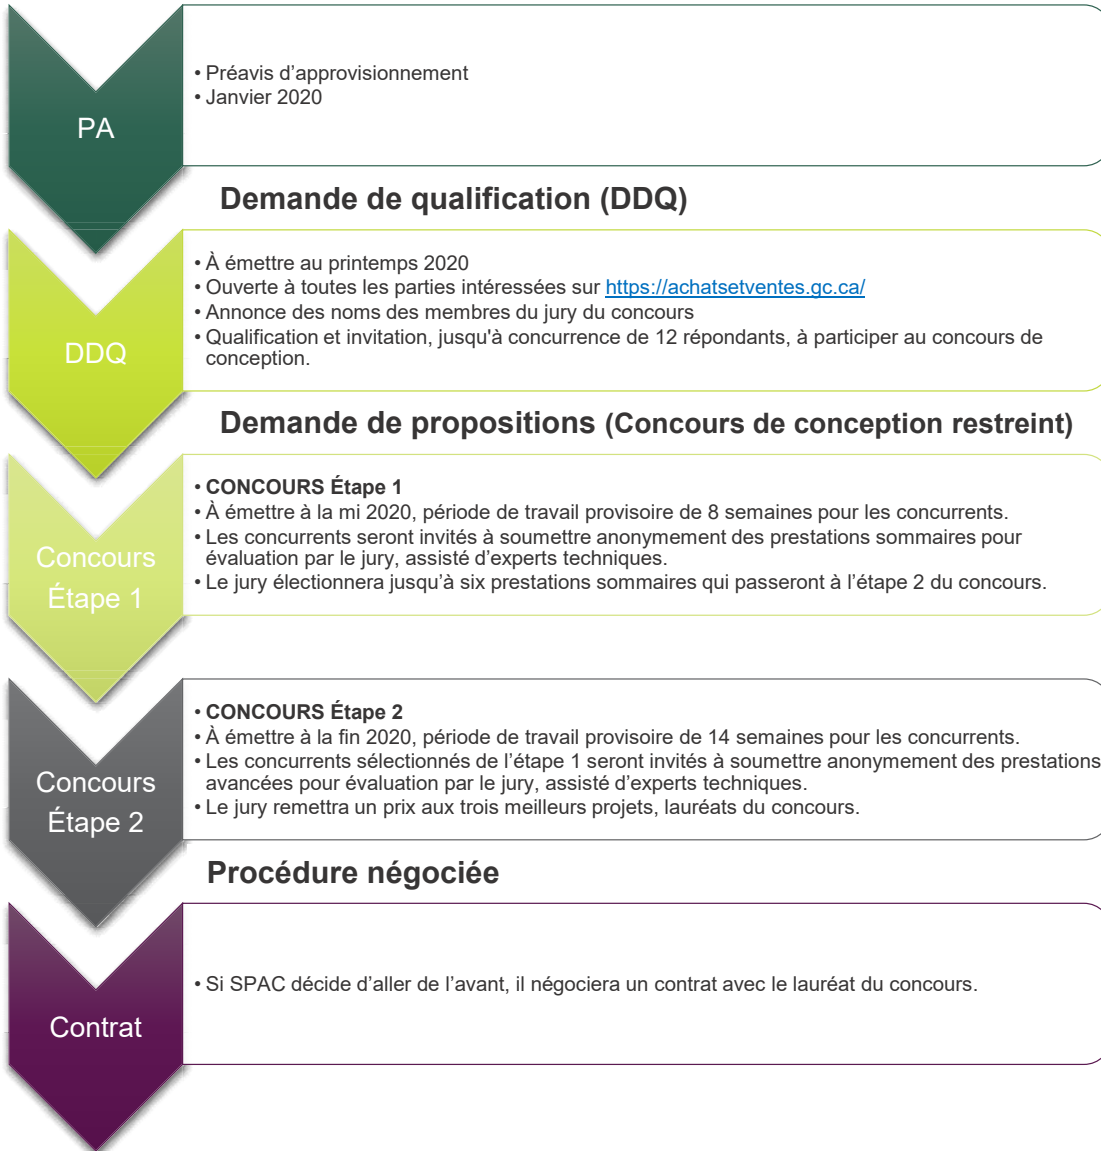 PA
• Préavis d’approvisionnement
• Janvier 2020
Demande de qualification (DDQ)
DDQ
• À émettre au printemps 2020
• Ouverte à toutes les parties intéressées sur https://achatsetventes.gc.ca/
• Annonce des noms des membres du jury du concours
• Qualification et invitation, jusqu'à concurrence de 12 répondants, à participer au concours de
conception.
Demande de propositions (Concours de conception restreint)
Concours
Étape 1
• CONCOURS Étape 1
• À émettre à la mi 2020, période de travail provisoire de 8 semaines pour les concurrents.
• Les concurrents seront invités à soumettre anonymement des prestations sommaires pour
évaluation par le jury, assisté d’experts techniques.
• Le jury électionnera jusqu’à six prestations sommaires qui passeront à l’étape 2 du concours.
Concours
Étape 2
• CONCOURS Étape 2
• À émettre à la fin 2020, période de travail provisoire de 14 semaines pour les concurrents.
• Les concurrents sélectionnés de l’étape 1 seront invités à soumettre anonymement des prestations
avancées pour évaluation par le jury, assisté d’experts techniques.
• Le jury remettra un prix aux trois meilleurs projets, lauréats du concours.
Procédure négociée
Contrat
• Si SPAC décide d’aller de l’avant, il négociera un contrat avec le lauréat du concours.